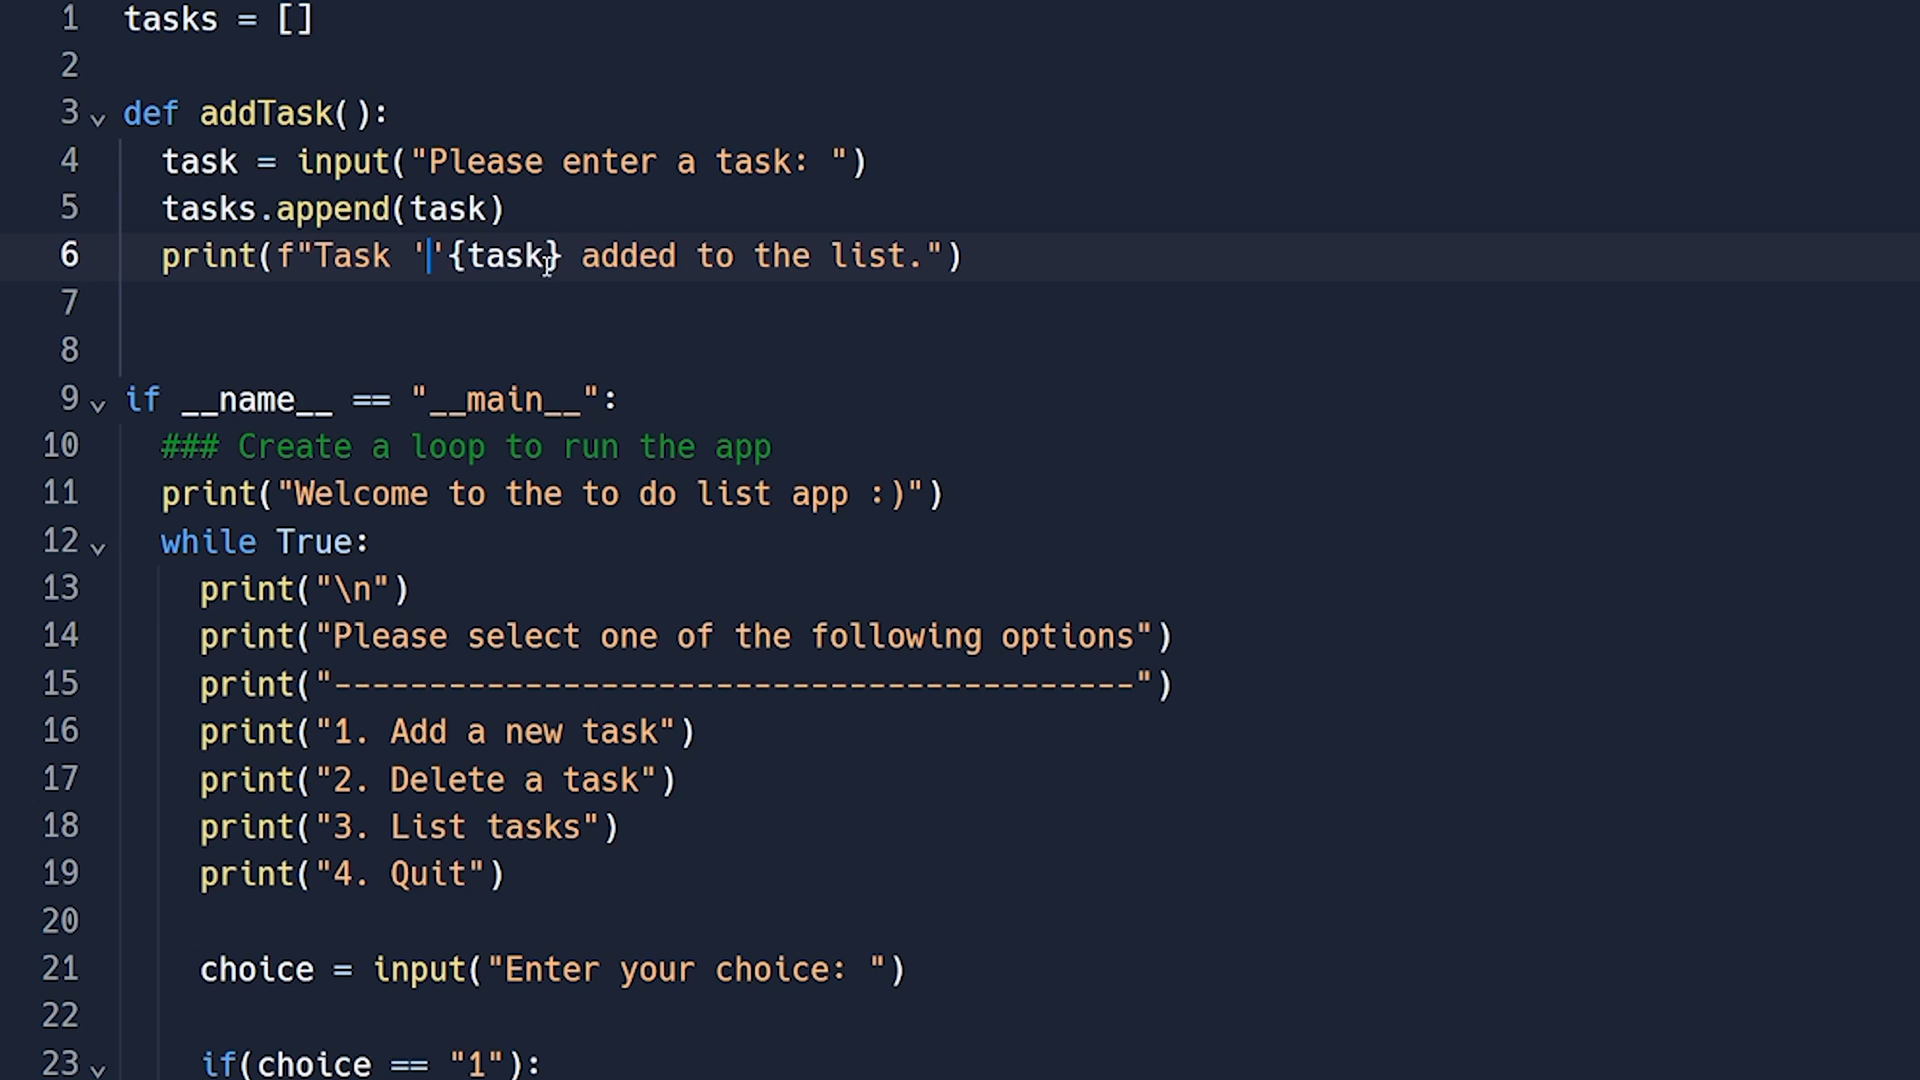 1 tasks = []
2
3 def addTask():
4 task = input("Please enter a task: ")
5 tasks.append(task)
6 print(f"Task ''{task} added to the list.")
7
8
9 if __name__ == "__main__":
10 ### Create a loop to run the app
11 print("Welcome to the to do list app :)")
12 while True:
13 print("\n")
14 print("Please select one of the following options")
15 print("------------------------------------------")
16 print("1. Add a new task")
17 print("2. Delete a task")
18 print("3. List tasks")
19 print("4. Quit")
20
21 choice = input("Enter your choice: ")
22
23 if(choice == "1"):